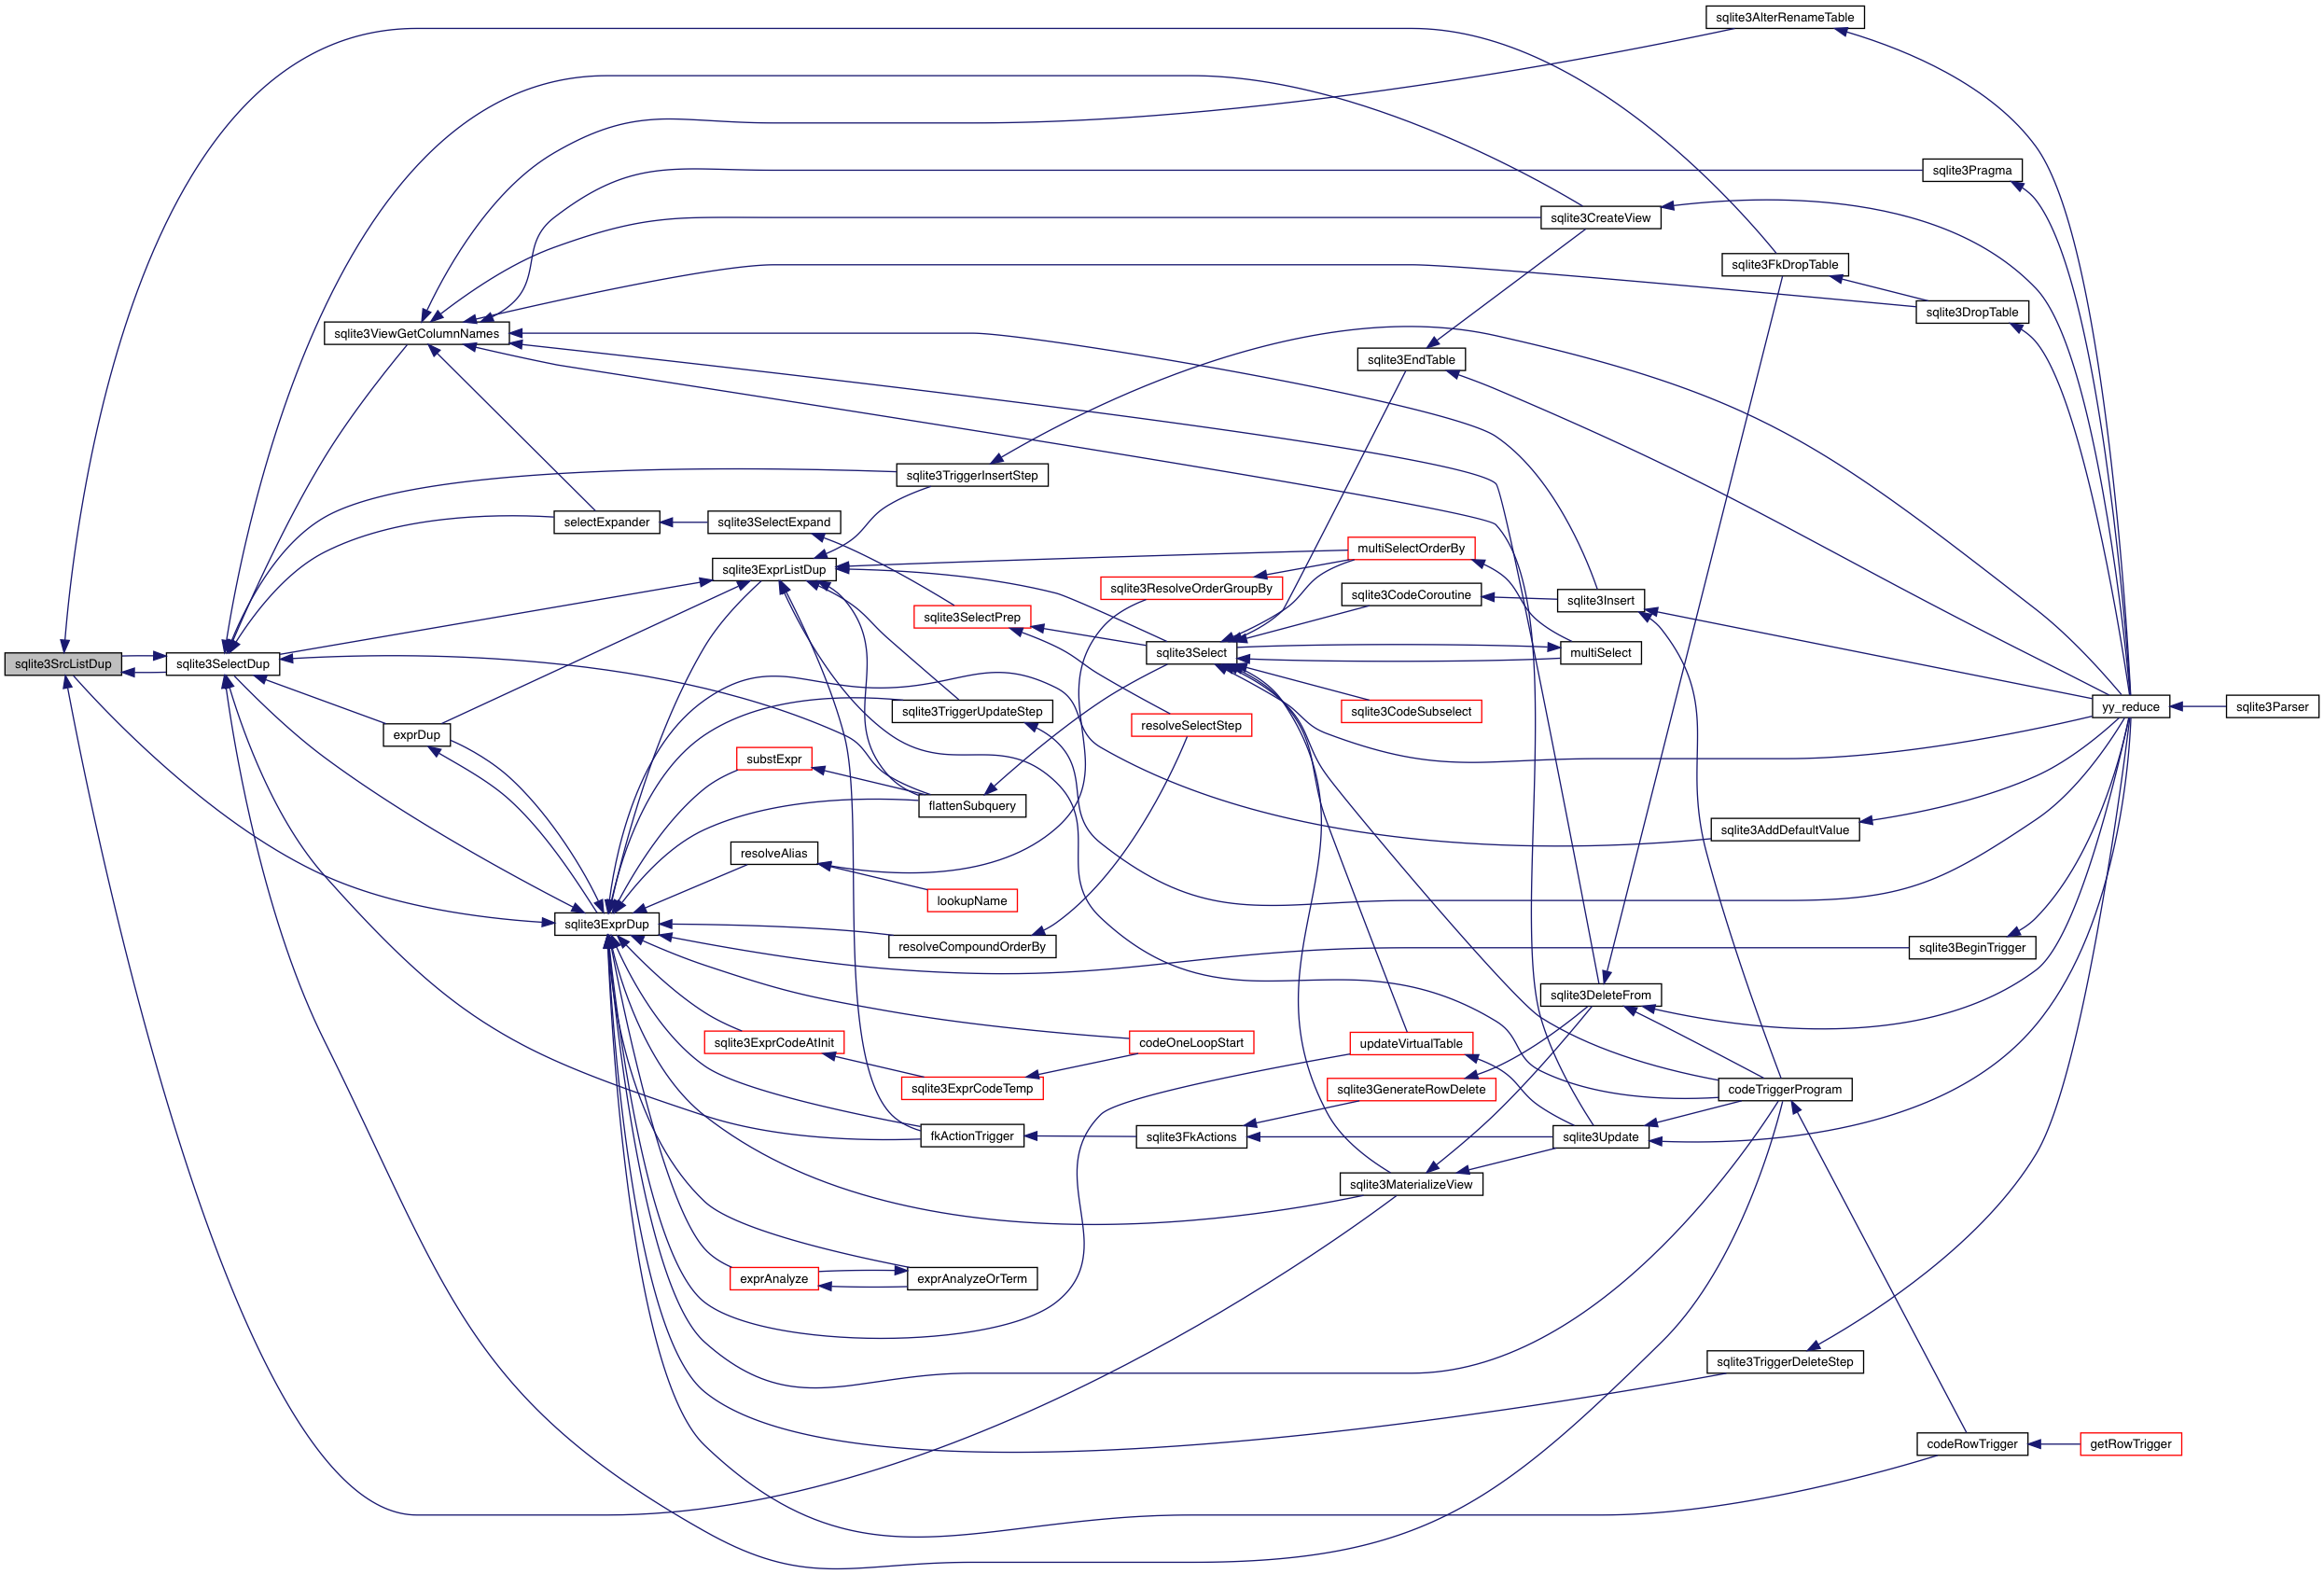 sqlite3AlterRenameTable
sqlite3Pragma
sqlite3CreateView
sqlite3FkDropTable
sqlite3DropTable
sqlite3ViewGetColumnNames
sqlite3EndTable
sqlite3TriggerInsertStep
selectExpander
sqlite3SelectExpand
multiSelectOrderBy
sqlite3ExprListDup
sqlite3ResolveOrderGroupBy
sqlite3CodeCoroutine
sqlite3Insert
sqlite3SelectPrep
sqlite3SrcListDup
sqlite3SelectDup
sqlite3Select
multiSelect
sqlite3TriggerUpdateStep
sqlite3CodeSubselect
yy_reduce
sqlite3Parser
resolveSelectStep
exprDup
substExpr
flattenSubquery
sqlite3AddDefaultValue
resolveAlias
lookupName
sqlite3ExprDup
resolveCompoundOrderBy
sqlite3BeginTrigger
sqlite3DeleteFrom
sqlite3ExprCodeAtInit
codeOneLoopStart
updateVirtualTable
sqlite3ExprCodeTemp
sqlite3GenerateRowDelete
codeTriggerProgram
fkActionTrigger
sqlite3FkActions
sqlite3Update
sqlite3MaterializeView
exprAnalyze
exprAnalyzeOrTerm
sqlite3TriggerDeleteStep
codeRowTrigger
getRowTrigger